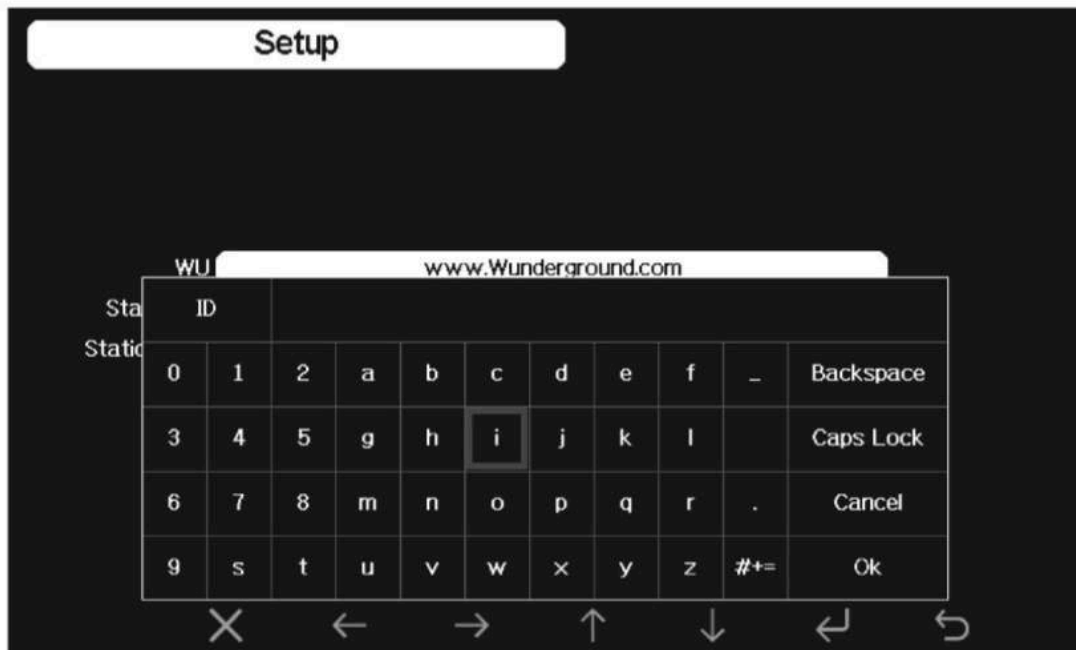 Setup
WU www.Wunderground.com
Sta ID
Static
0 1 2 a b c d e f _ Backspace
3 4 5 g h i j k l Caps Lock
6 7 8 m n o p q r . Cancel
9 s t u v w x y z #+= Ok